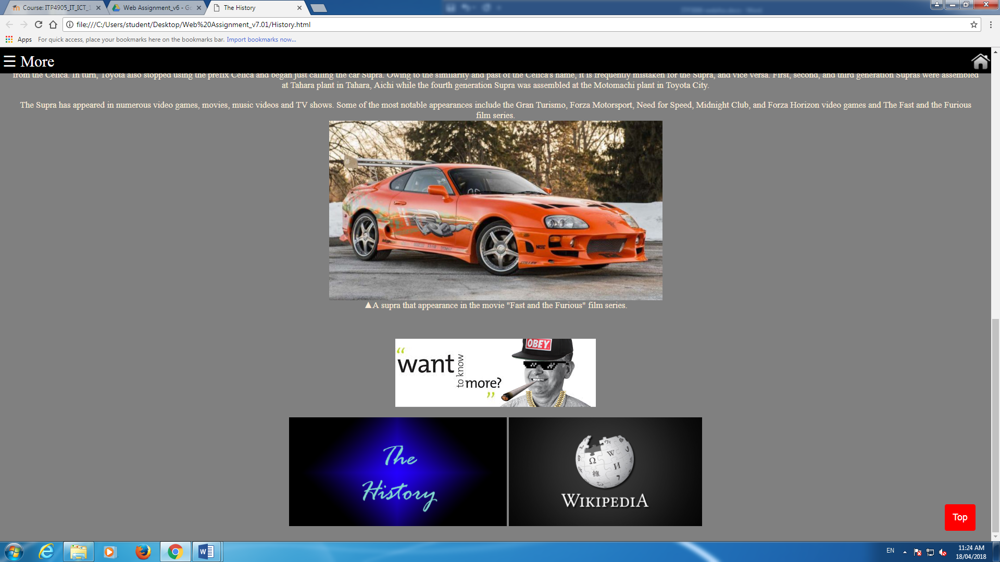 Course: ITP4905_IT_ICT_1
Web Assignment_v6 - Go
The History
file:///C:/Users/student/Desktop/Web%20Assignment_v7.01/History.html
Apps For quick access, place your bookmarks here on the bookmarks bar. Import bookmarks now...
☰ More
from the Celica. In turn, Toyota also stopped using the prefix Celica and began just calling the car Supra. Owing to the similarity and past of the Celica's name, it is frequently mistaken for the Supra, and vice versa. First, second, and third generation Supras were assembled
at Tahara plant in Tahara, Aichi while the fourth generation Supra was assembled at the Motomachi plant in Toyota City.
The Supra has appeared in numerous video games, movies, music videos and TV shows. Some of the most notable appearances include the Gran Turismo, Forza Motorsport, Need for Speed, Midnight Club, and Forza Horizon video games and The Fast and the Furious
film series.
NOS
▲A supra that appearance in the movie "Fast and the Furious" film series.
OBEY
“want to know more?”
The
History
Ω W И 維
WIKIPEDIA
Top
EN
11:24 AM
18/04/2018